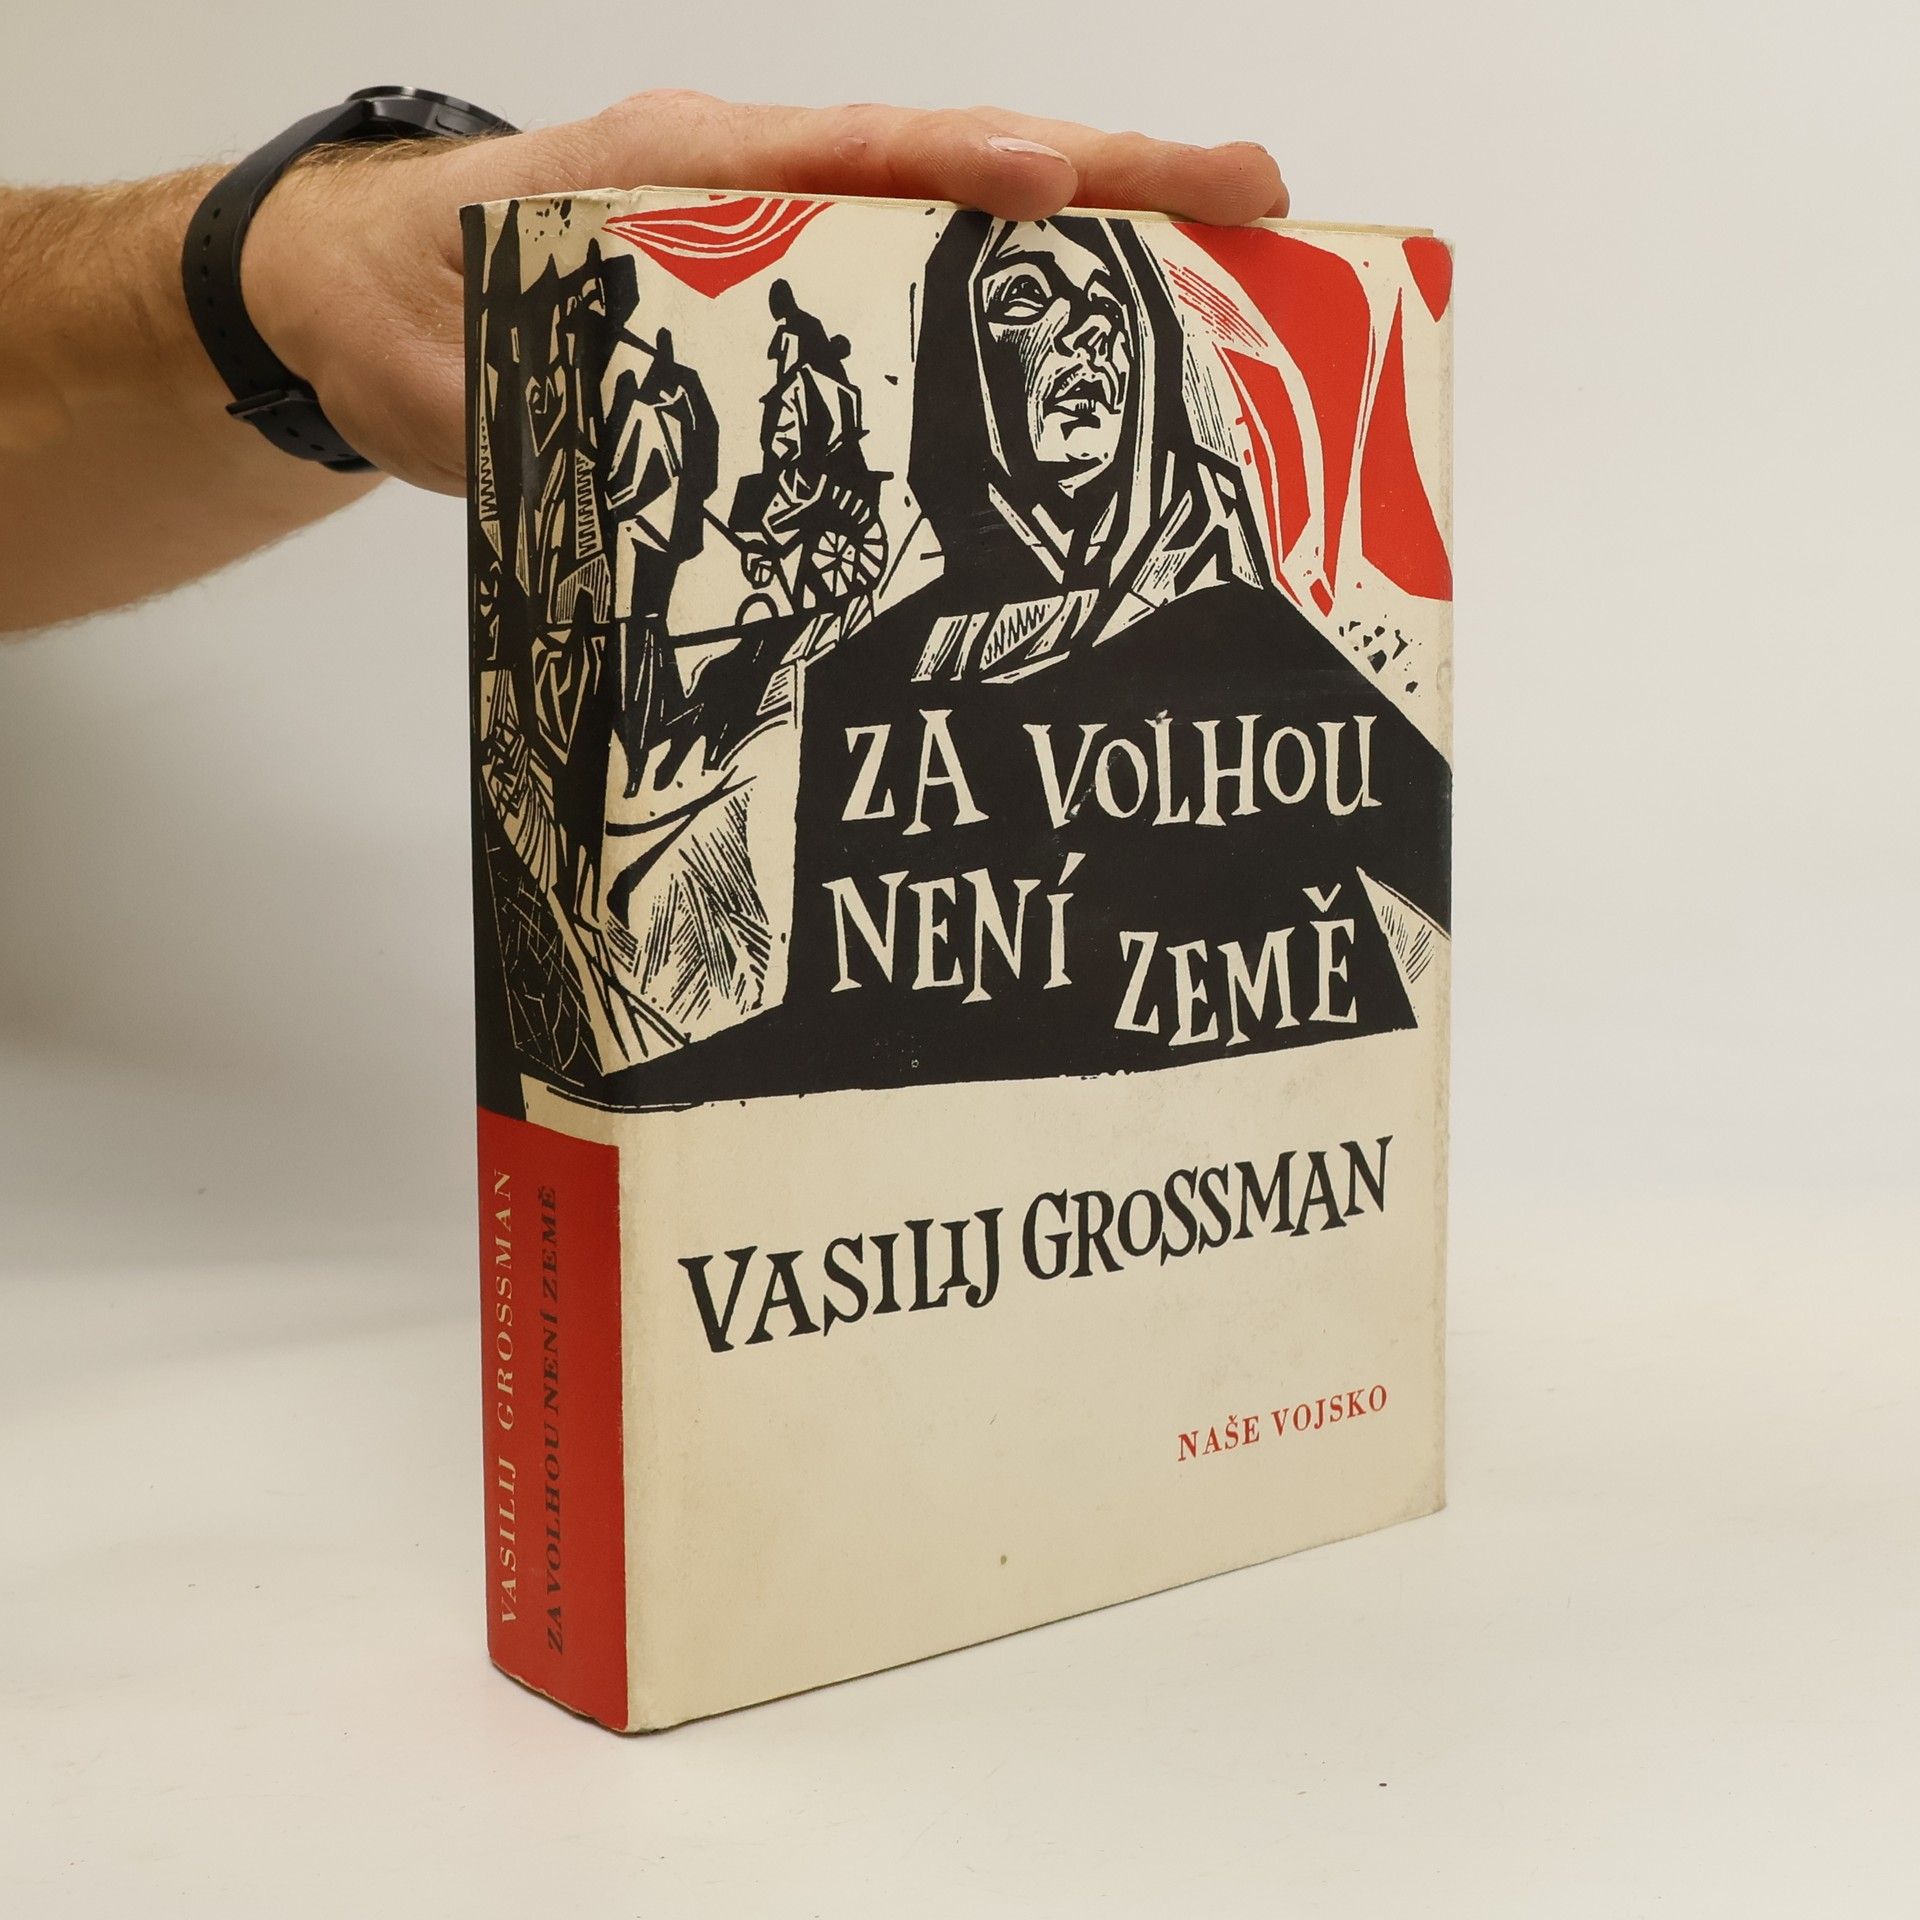 ZA VOLHOU
NENÍ ZEMĚ
VASILIJ GROSSMAN
NAŠE VOJSKO
VASILIJ GROSSMAN
ZA VOLHOU NENÍ ZEMĚ